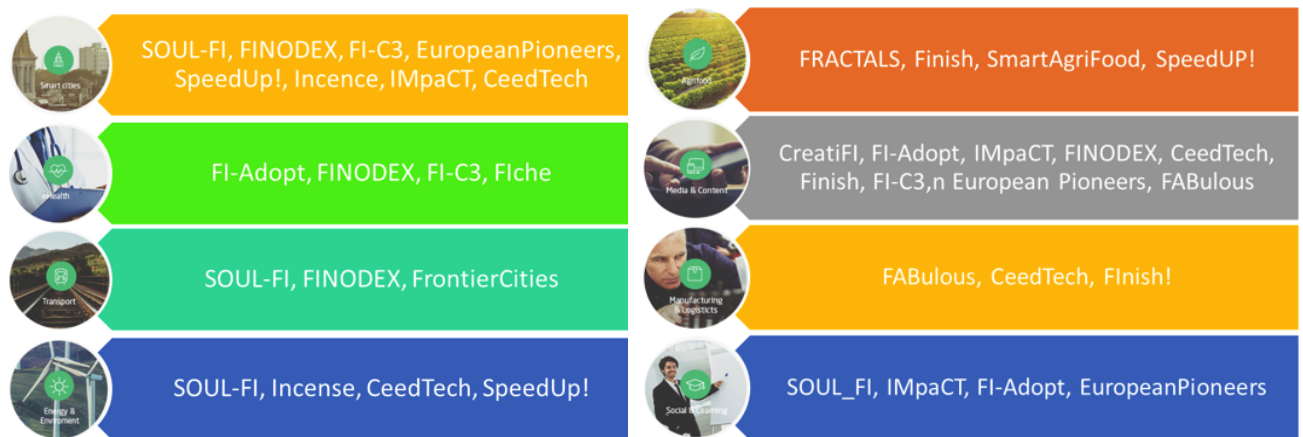 Smart cities
SOUL-FI, FINODEX, FI-C3, EuropeanPioneers,
SpeedUp!, Incence, IMpaCT, CeedTech
eHealth
FI-Adopt, FINODEX, FI-C3, FIche
Transport
SOUL-FI, FINODEX, FrontierCities
Energy &
Enviroment
SOUL-FI, Incense, CeedTech, SpeedUp!
Agrifood
FRACTALS, Finish, SmartAgriFood, SpeedUP!
Media & Content
CreatiFI, FI-Adopt, IMpaCT, FINODEX, CeedTech,
Finish, FI-C3,n European Pioneers, FABulous
Manufacturing
& Logisticts
FABulous, CeedTech, FInish!
Social & Learning
SOUL_FI, IMpaCT, FI-Adopt, EuropeanPioneers